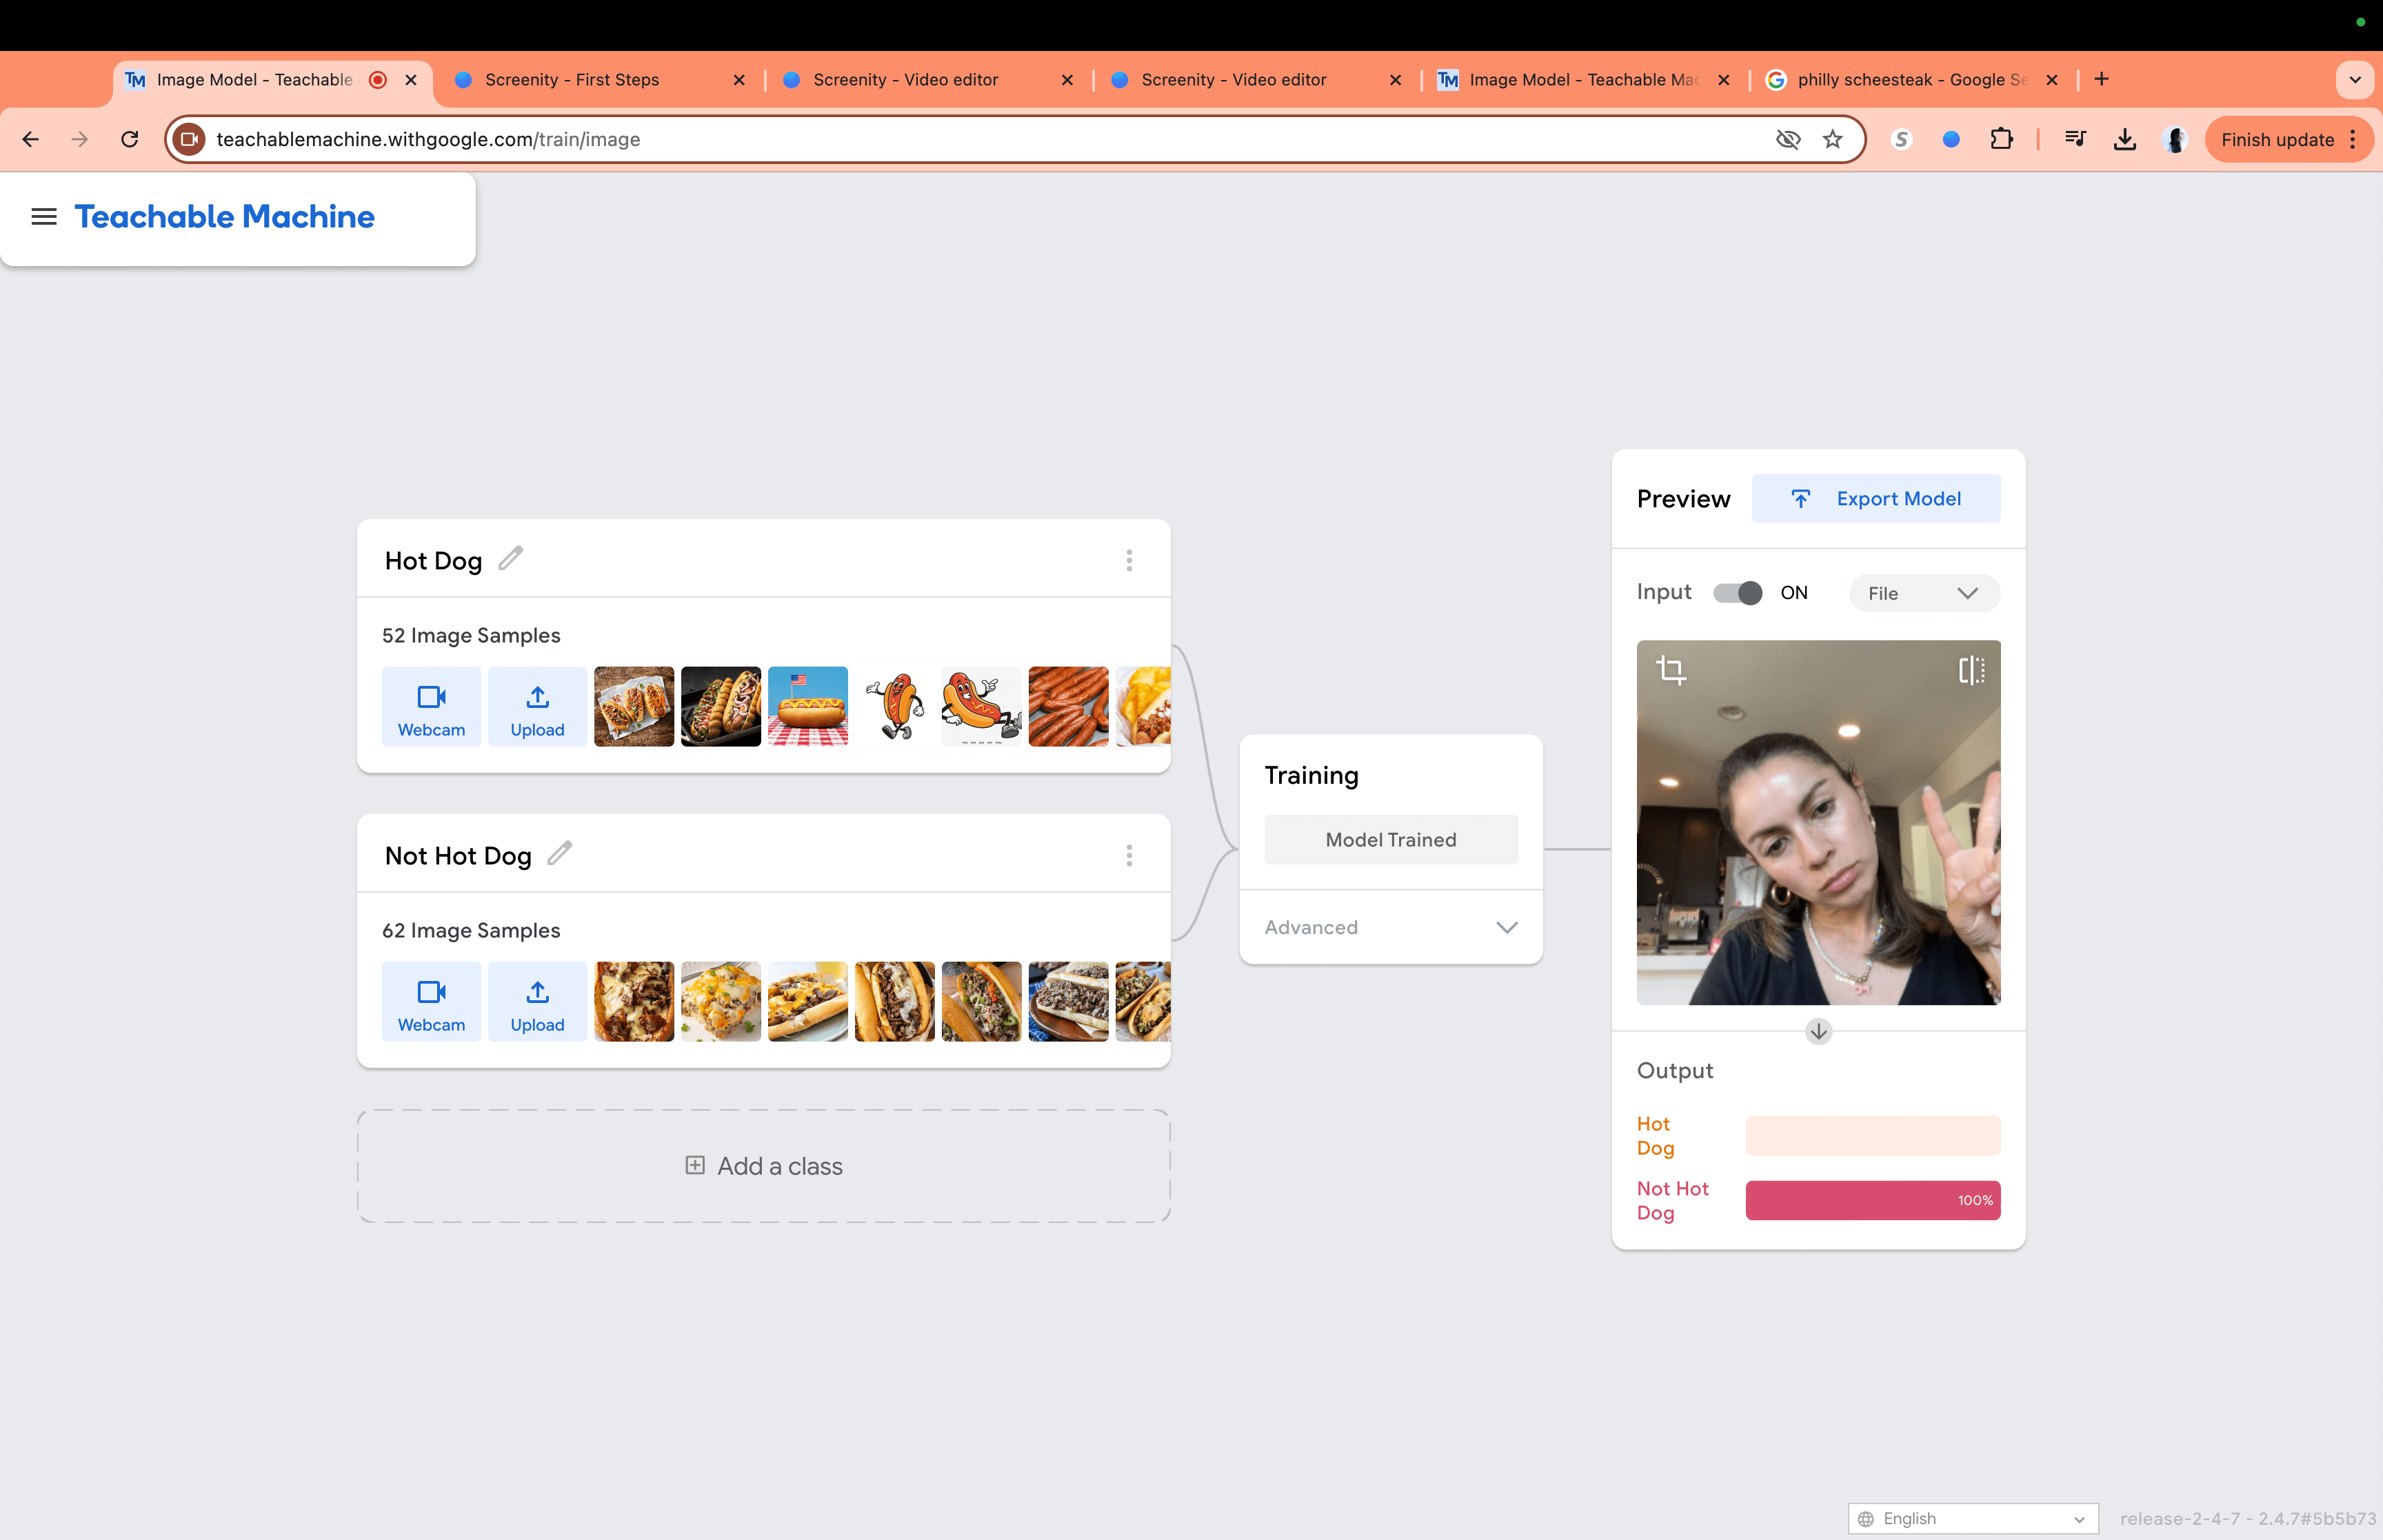 Image Model - Teachable
Screenity - First Steps
Screenity - Video editor
Screenity - Video editor
Image Model - Teachable Mac
philly scheesteak - Google Se
teachablemachine.withgoogle.com/train/image
Finish update
Teachable Machine
Hot Dog
52 Image Samples
Webcam
Upload
Not Hot Dog
62 Image Samples
Webcam
Upload
Add a class
Training
Model Trained
Advanced
Preview
Export Model
Input
ON
File
Output
Hot
Dog
Not Hot
Dog
100%
English
release-2-4-7 - 2.4.7#5b5b73